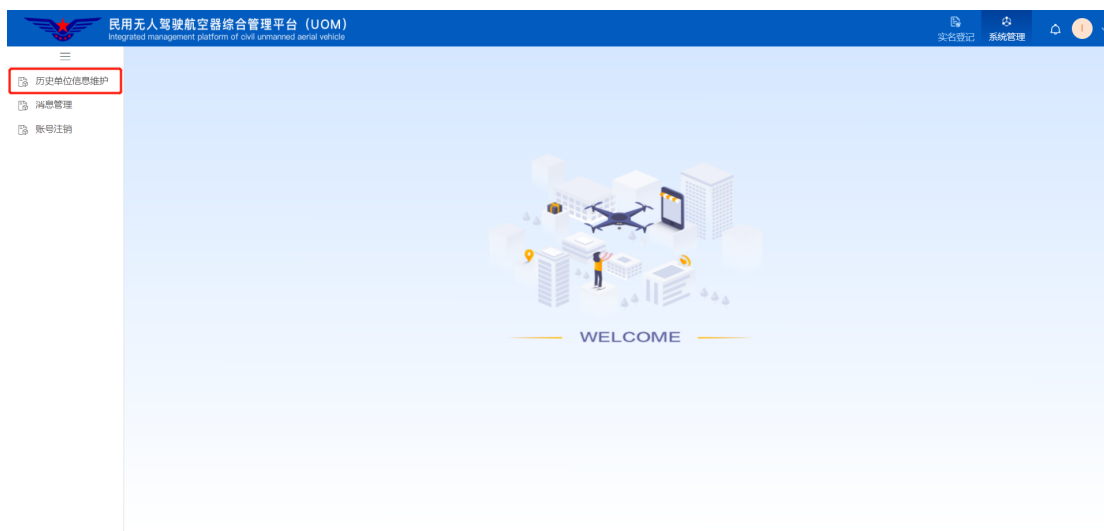 民用无人驾驶航空器综合管理平台（UOM）
Integrated management platform of civil unmanned aerial vehicle
实名登记
系统管理
历史单位信息维护
消息管理
账号注销
WELCOME